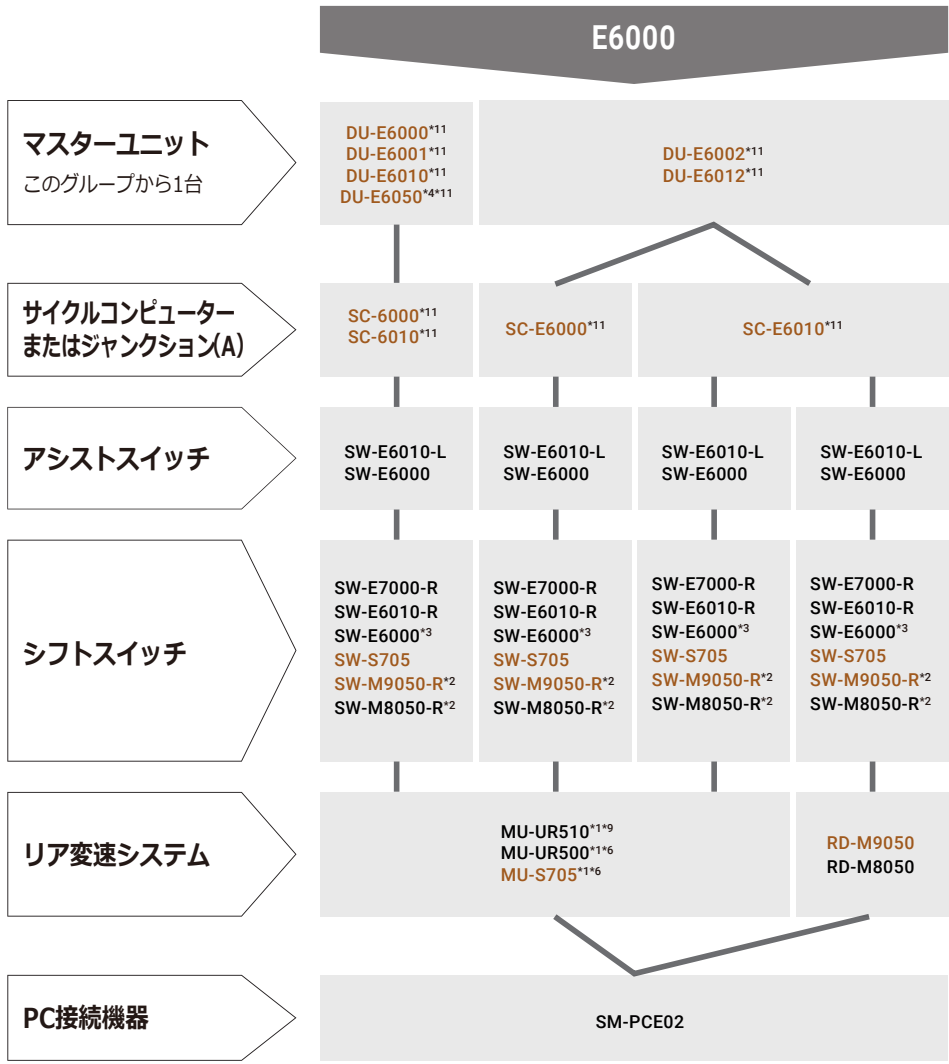 E6000
マスターユニット
このグループから1台
DU-E6000*11
DU-E6001*11
DU-E6010*11
DU-E6050*4*11
DU-E6002*11
DU-E6012*11
サイクルコンピューター
またはジャンクション(A)
SC-6000*11
SC-6010*11
SC-E6000*11
SC-E6010*11
アシストスイッチ
SW-E6010-L
SW-E6000
SW-E6010-L
SW-E6000
SW-E6010-L
SW-E6000
SW-E6010-L
SW-E6000
シフトスイッチ
SW-E7000-R
SW-E6010-R
SW-E6000*3
SW-S705
SW-M9050-R*2
SW-M8050-R*2
SW-E7000-R
SW-E6010-R
SW-E6000*3
SW-S705
SW-M9050-R*2
SW-M8050-R*2
SW-E7000-R
SW-E6010-R
SW-E6000*3
SW-S705
SW-M9050-R*2
SW-M8050-R*2
SW-E7000-R
SW-E6010-R
SW-E6000*3
SW-S705
SW-M9050-R*2
SW-M8050-R*2
リア変速システム
MU-UR510*1*9
MU-UR500*1*6
MU-S705*1*6
RD-M9050
RD-M8050
PC接続機器
SM-PCE02